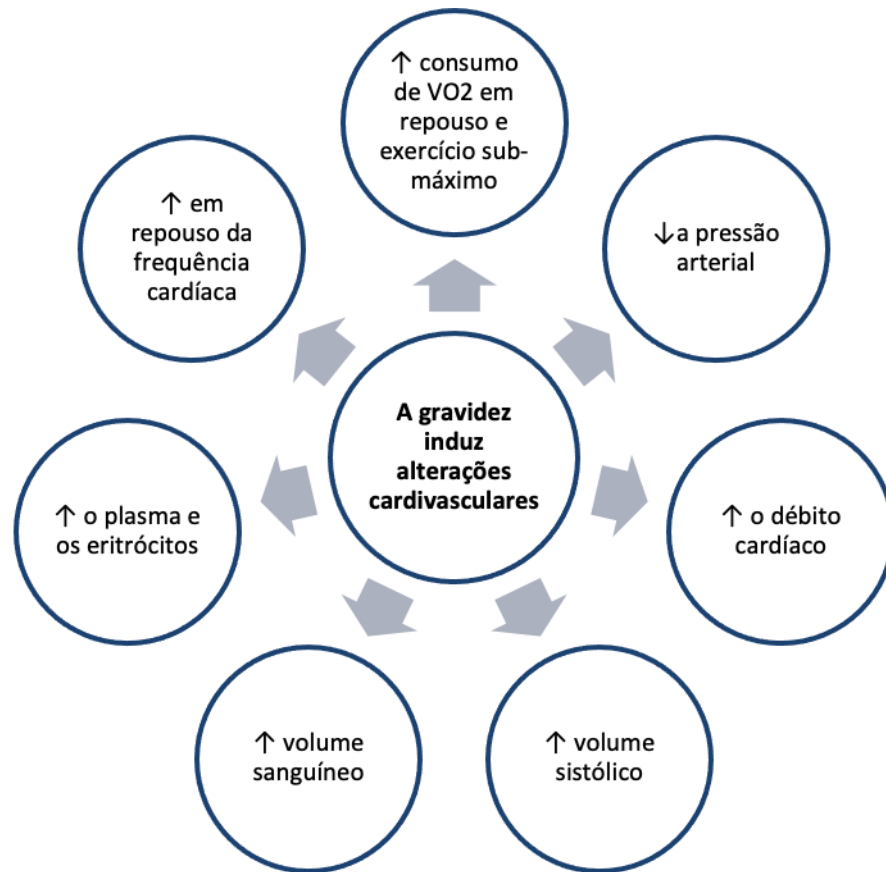 ↑ consumo
de VO2 em
repouso e
exercício sub-
máximo
↓a pressão
arterial
↑ o débito
cardíaco
↑ volume
sistólico
↑ volume
sanguíneo
↑ o plasma e
os eritrócitos
↑ em
repouso da
frequência
cardíaca
A gravidez
induz
alterações
cardivasculares